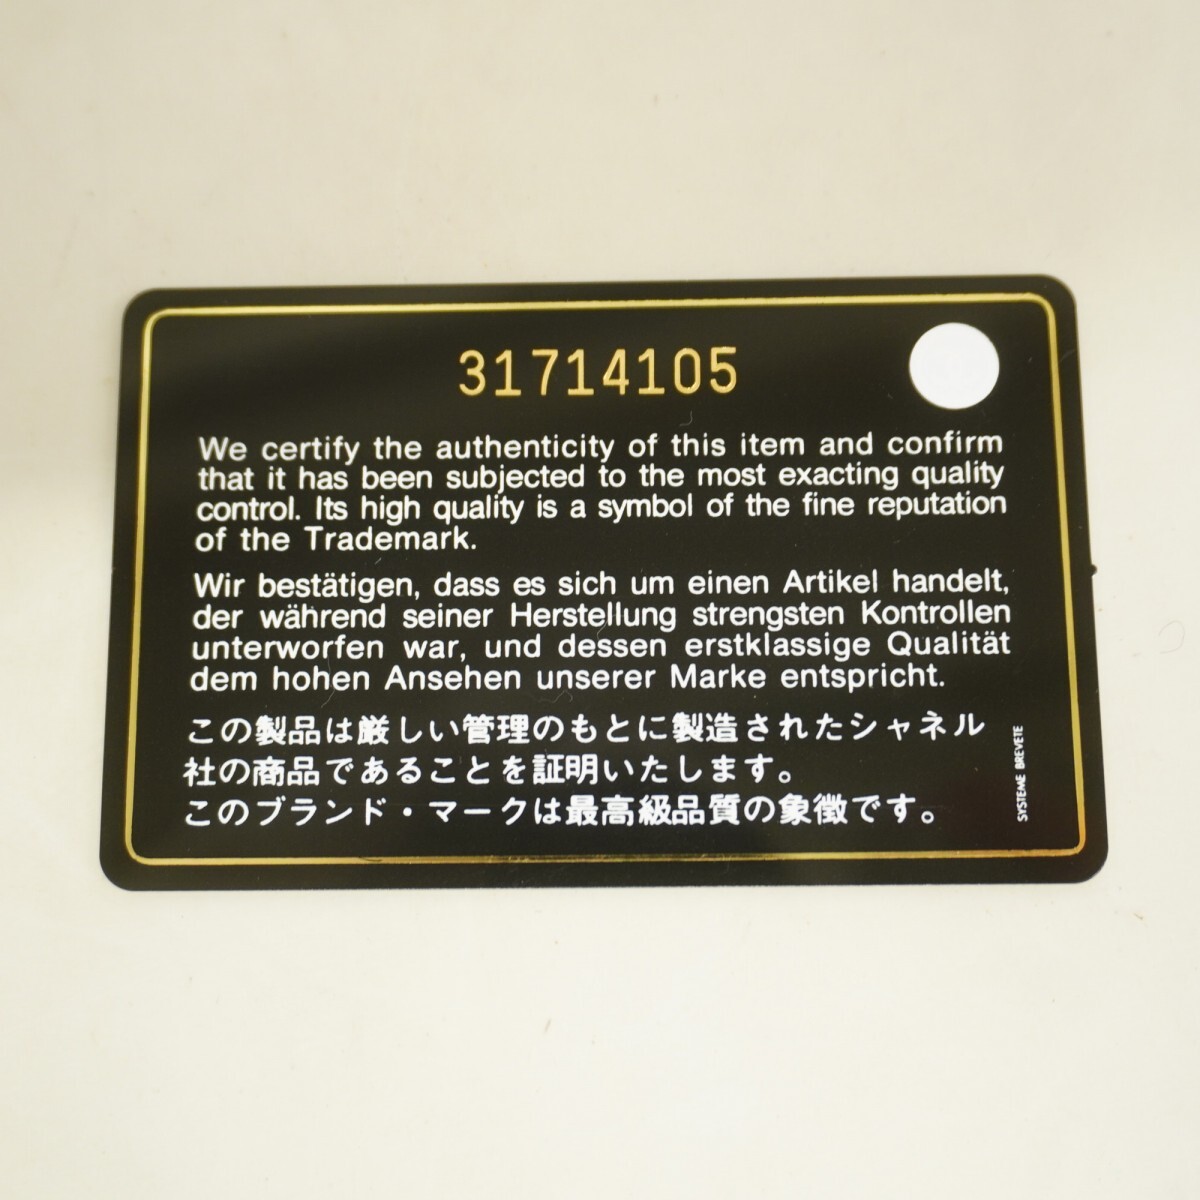 31714105
We certify the authenticity of this item and confirm
that it has been subjected to the most exacting quality
control. Its high quality is a symbol of the fine reputation
of the Trademark.
Wir bestätigen, dass es sich um einen Artikel handelt,
der während seiner Herstellung strengsten Kontrollen
unterworfen war, und dessen erstklassige Qualität
dem hohen Ansehen unserer Marke entspricht.
この製品は厳しい管理のもとに製造されたシャネル
社の商品であることを証明いたします。
このブランド・マークは最高級品質の象徴です。
SYSTEME BREVETE